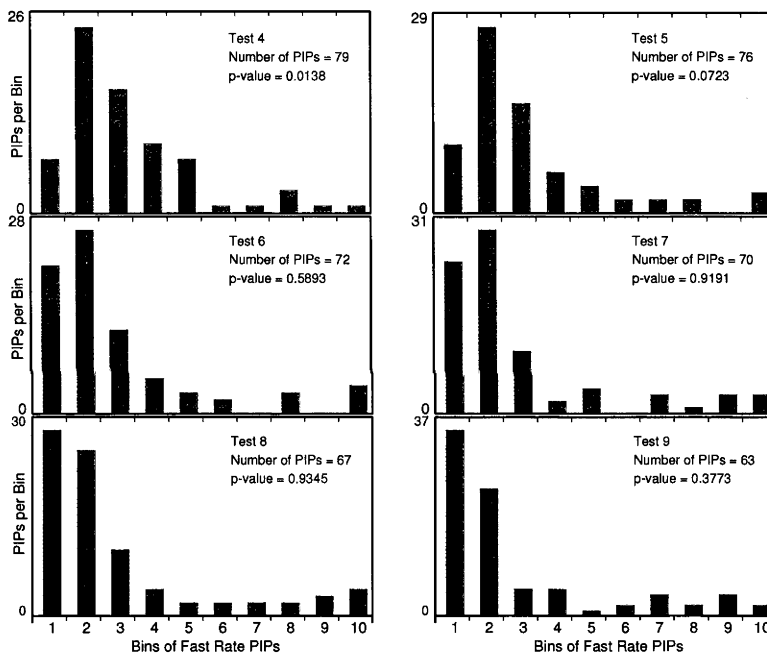 26
PIPs per Bin
0
Test 4
Number of PIPs = 79
p-value = 0.0138
29
0
Test 5
Number of PIPs = 76
p-value = 0.0723
28
PIPs per Bin
0
Test 6
Number of PIPs = 72
p-value = 0.5893
31
0
Test 7
Number of PIPs = 70
p-value = 0.9191
30
PIPs per Bin
0
Test 8
Number of PIPs = 67
p-value = 0.9345
1 2 3 4 5 6 7 8 9 10
Bins of Fast Rate PIPs
37
0
Test 9
Number of PIPs = 63
p-value = 0.3773
1 2 3 4 5 6 7 8 9 10
Bins of Fast Rate PIPs